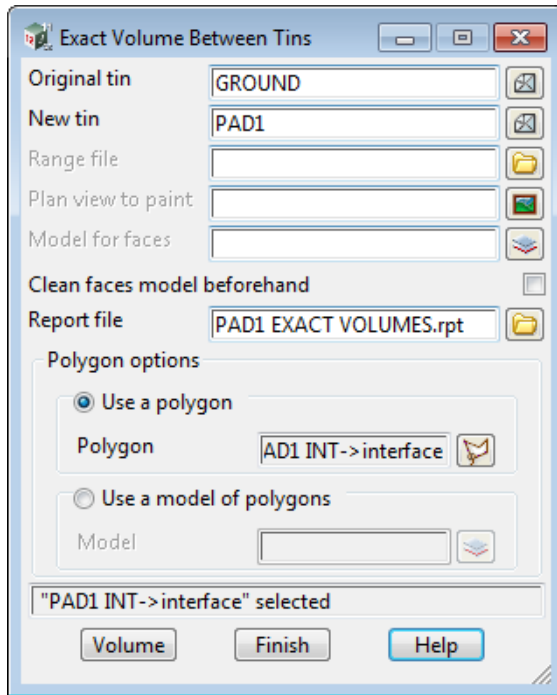 Exact Volume Between Tins
Original tin GROUND
New tin PAD1
Range file
Plan view to paint
Model for faces
Clean faces model beforehand
Report file PAD1 EXACT VOLUMES.rpt
Polygon options
Use a polygon
Polygon AD1 INT->interface
Use a model of polygons
Model
"PAD1 INT->interface" selected
Volume Finish Help